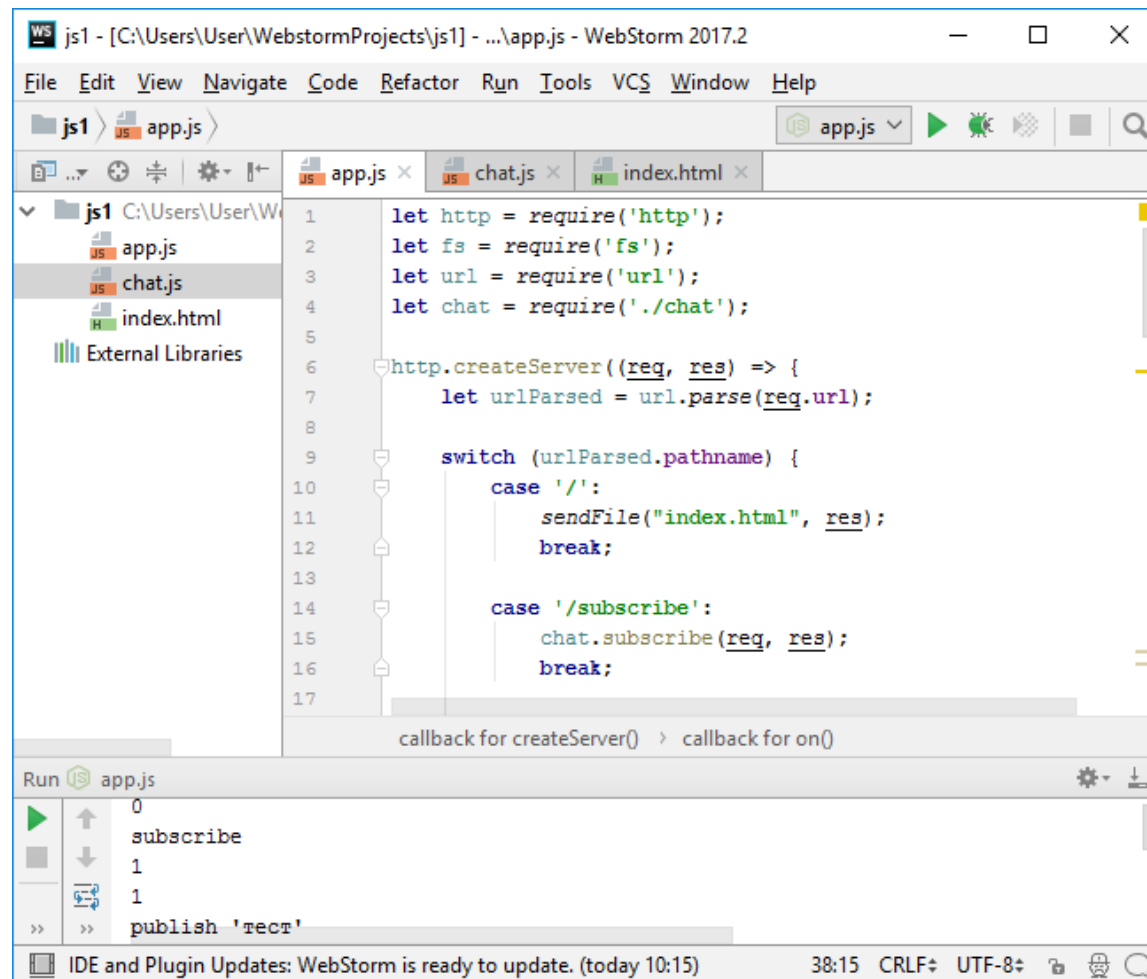 WS js1 - [C:\Users\User\WebstormProjects\js1] - ...\app.js - WebStorm 2017.2
File Edit View Navigate Code Refactor Run Tools VCS Window Help
js1 JS app.js JS app.js
.. JS app.js JS chat.js H index.html
js1 C:\Users\User\W
JS app.js
JS chat.js
H index.html
External Libraries
1 let http = require('http');
2 let fs = require('fs');
3 let url = require('url');
4 let chat = require('./chat');
5
6 http.createServer((req, res) => {
7 let urlParsed = url.parse(req.url);
8
9 switch (urlParsed.pathname) {
10 case '/':
11 sendFile("index.html", res);
12 break;
13
14 case '/subscribe':
15 chat.subscribe(req, res);
16 break;
17
callback for createServer() > callback for on()
Run JS app.js
0
subscribe
1
1
publish 'тест'
IDE and Plugin Updates: WebStorm is ready to update. (today 10:15) 38:15 CRLF UTF-8